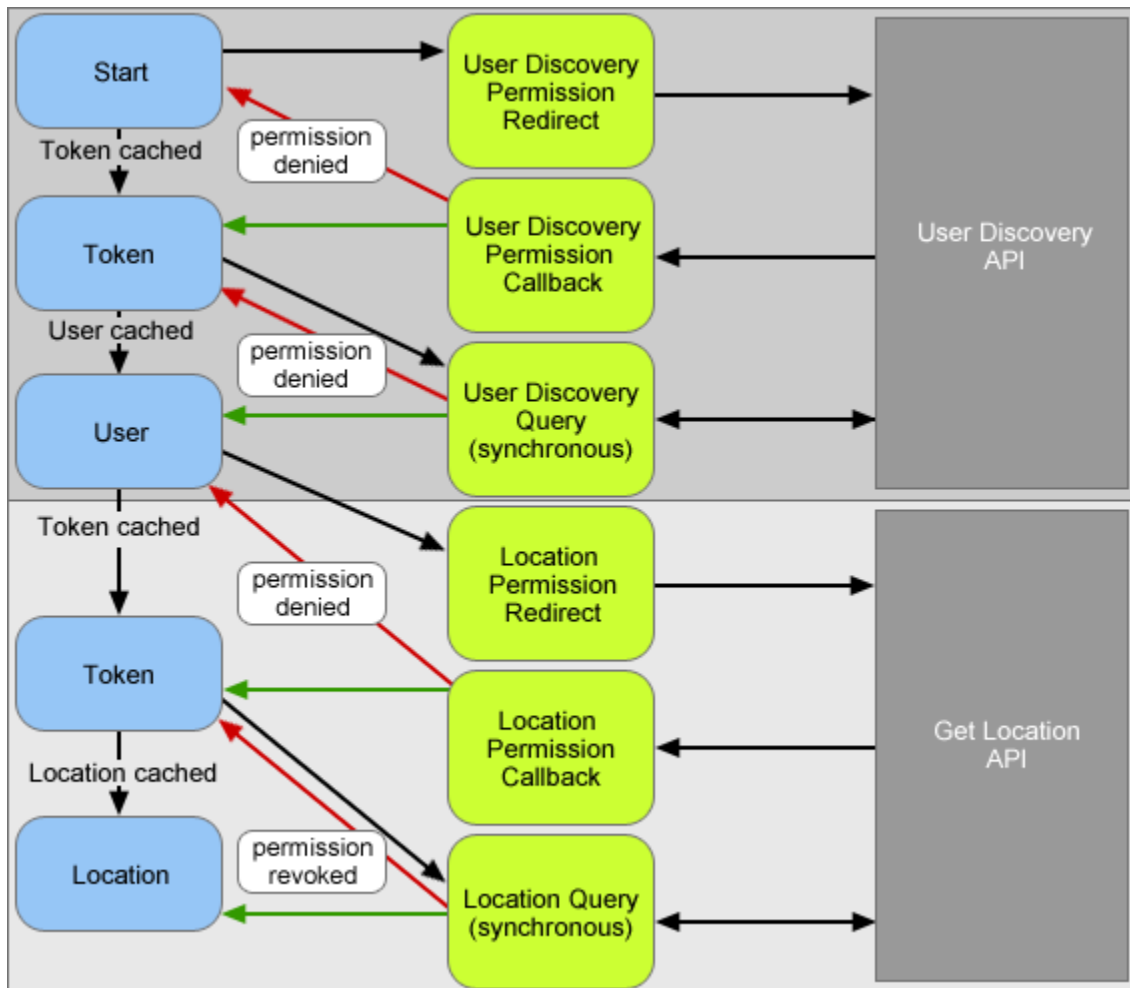 Start
User Discovery
Permission
Redirect
permission
denied
Token cached
User Discovery
Permission
Callback
User Discovery
API
Token
User cached
permission
denied
User Discovery
Query
(synchronous)
User
Token cached
Location
Permission
Redirect
permission
denied
Token
Location
Permission
Callback
Get Location
API
Location cached
permission
revoked
Location
Location Query
(synchronous)